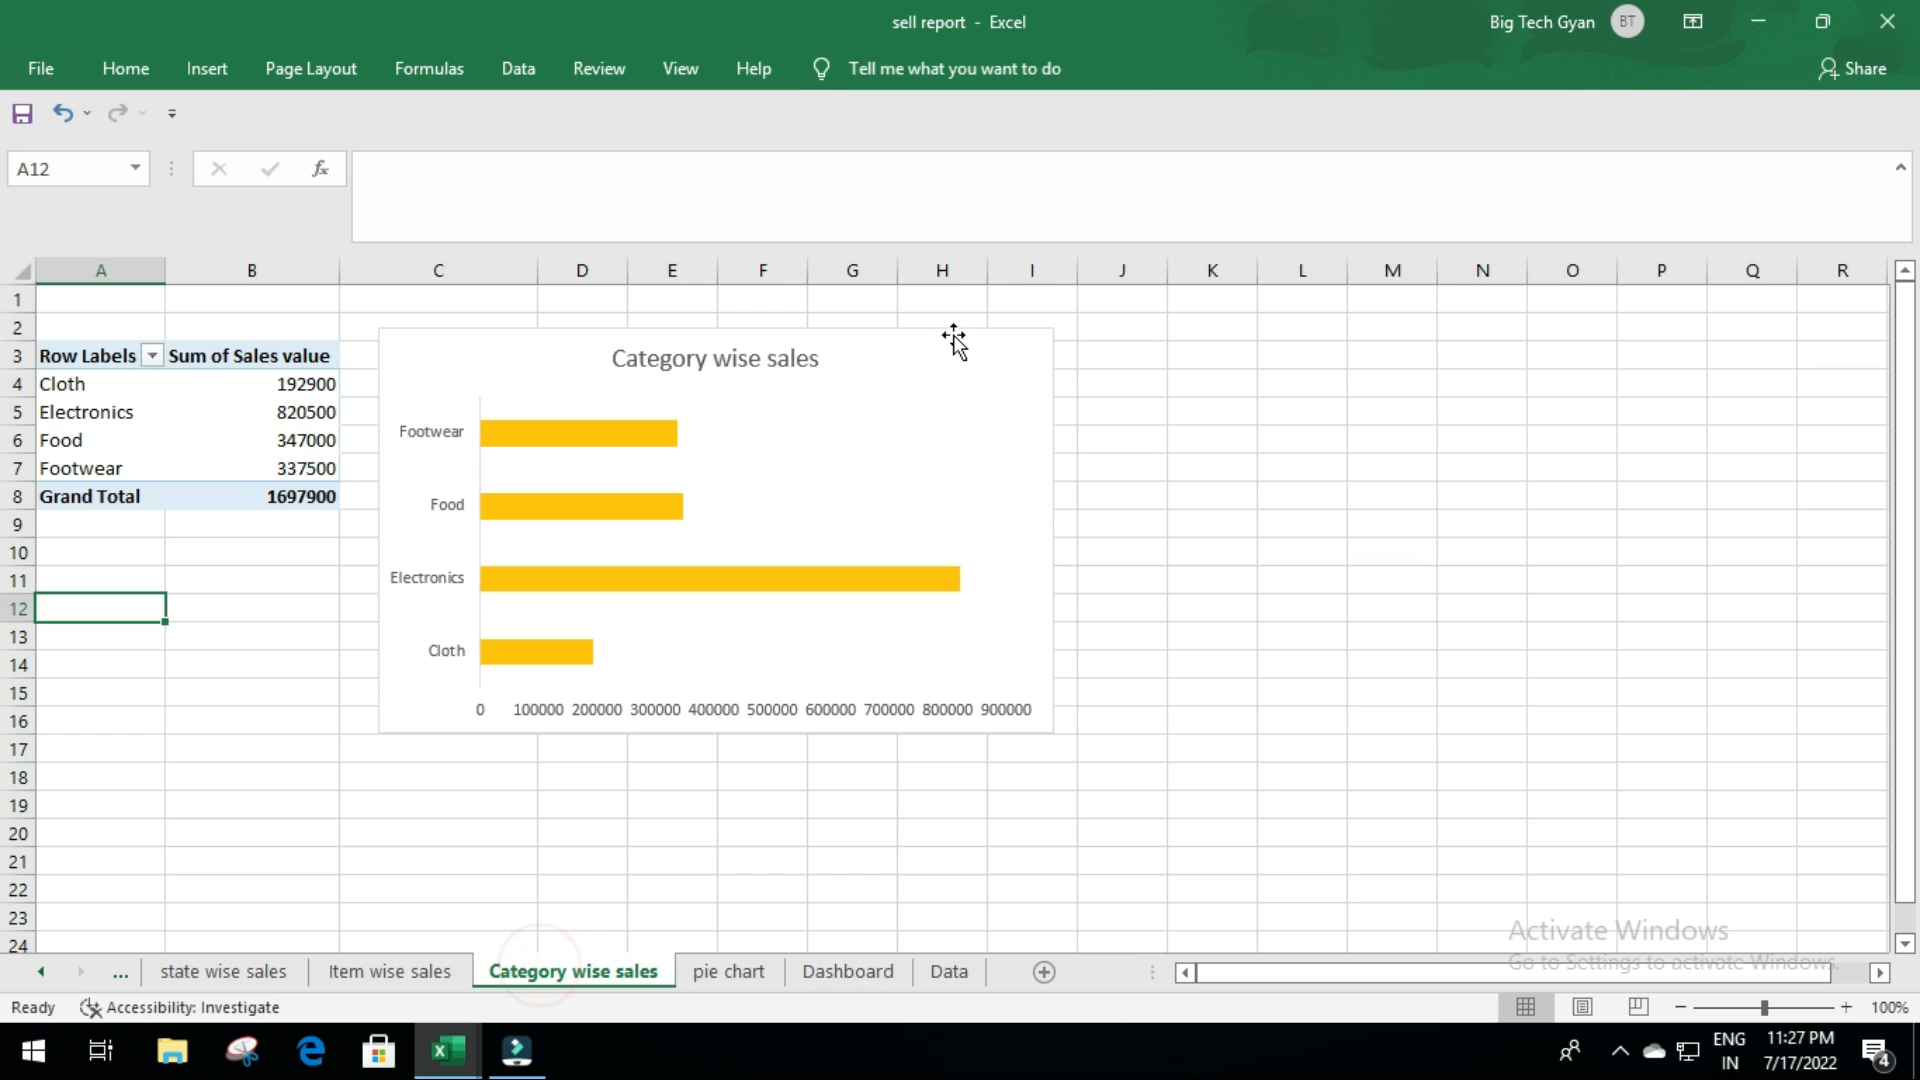 sell report - Excel
Big Tech Gyan BT
File Home Insert Page Layout Formulas Data Review View Help Tell me what you want to do Share
A12 fx
A B C D E F G H I J K L M N O P Q R
1
2
3 Row Labels Sum of Sales value
4 Cloth 192900
5 Electronics 820500
6 Food 347000
7 Footwear 337500
8 Grand Total 1697900
9
10
11
12
13
14
15
16
17
18
19
20
21
22
23
24
Category wise sales
Footwear
Food
Electronics
Cloth
0 100000 200000 300000 400000 500000 600000 700000 800000 900000
Activate Windows
Go to Settings to activate Windows.
... state wise sales Item wise sales Category wise sales pie chart Dashboard Data
Ready Accessibility: Investigate 100%
ENG 11:27 PM
IN 7/17/2022 4